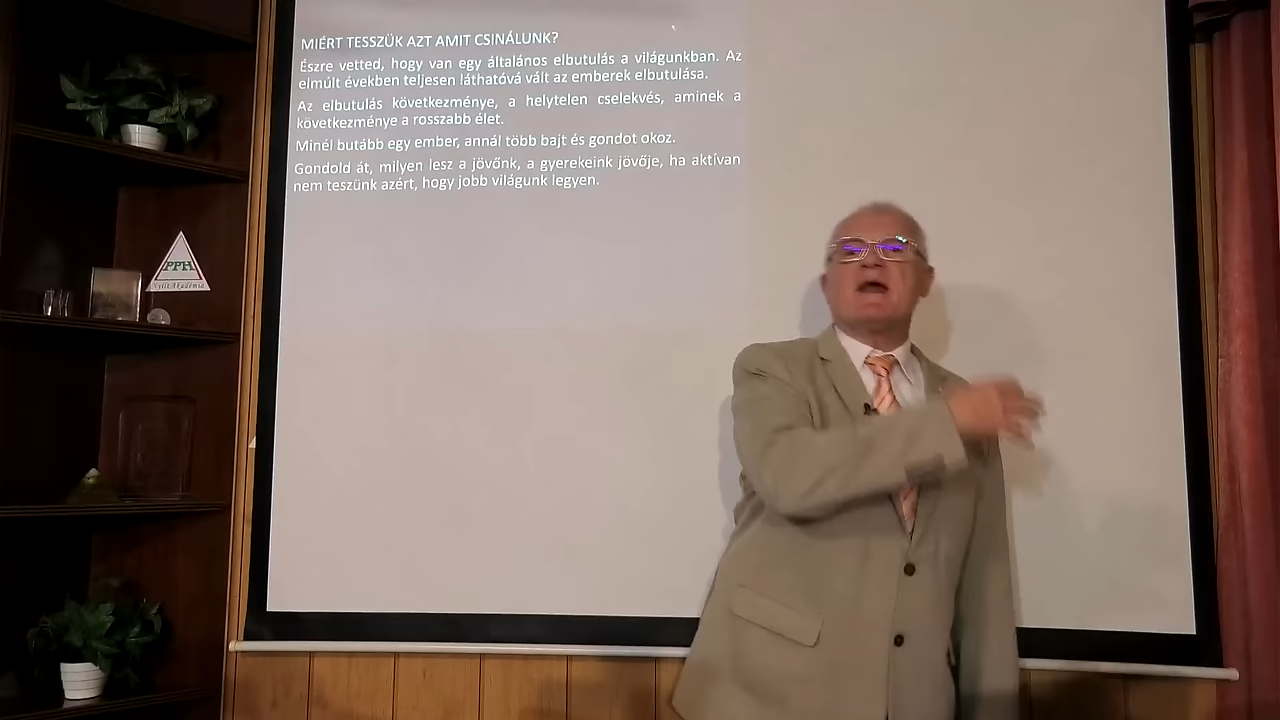 MIÉRT TESSZÜK AZT AMIT CSINÁLUNK?
Észre vetted, hogy van egy általános elbutulás a világunkban. Az
elmúlt években teljesen láthatóvá vált az emberek elbutulása.
Az elbutulás következménye, a helytelen cselekvés, aminek a
következménye a rosszabb élet.
Minél butább egy ember, annál több bajt és gondot okoz.
Gondold át, milyen lesz a jövőnk, a gyerekeink jövője, ha aktívan
nem teszünk azért, hogy jobb világunk legyen.
PPH
Nyílt Akadémia